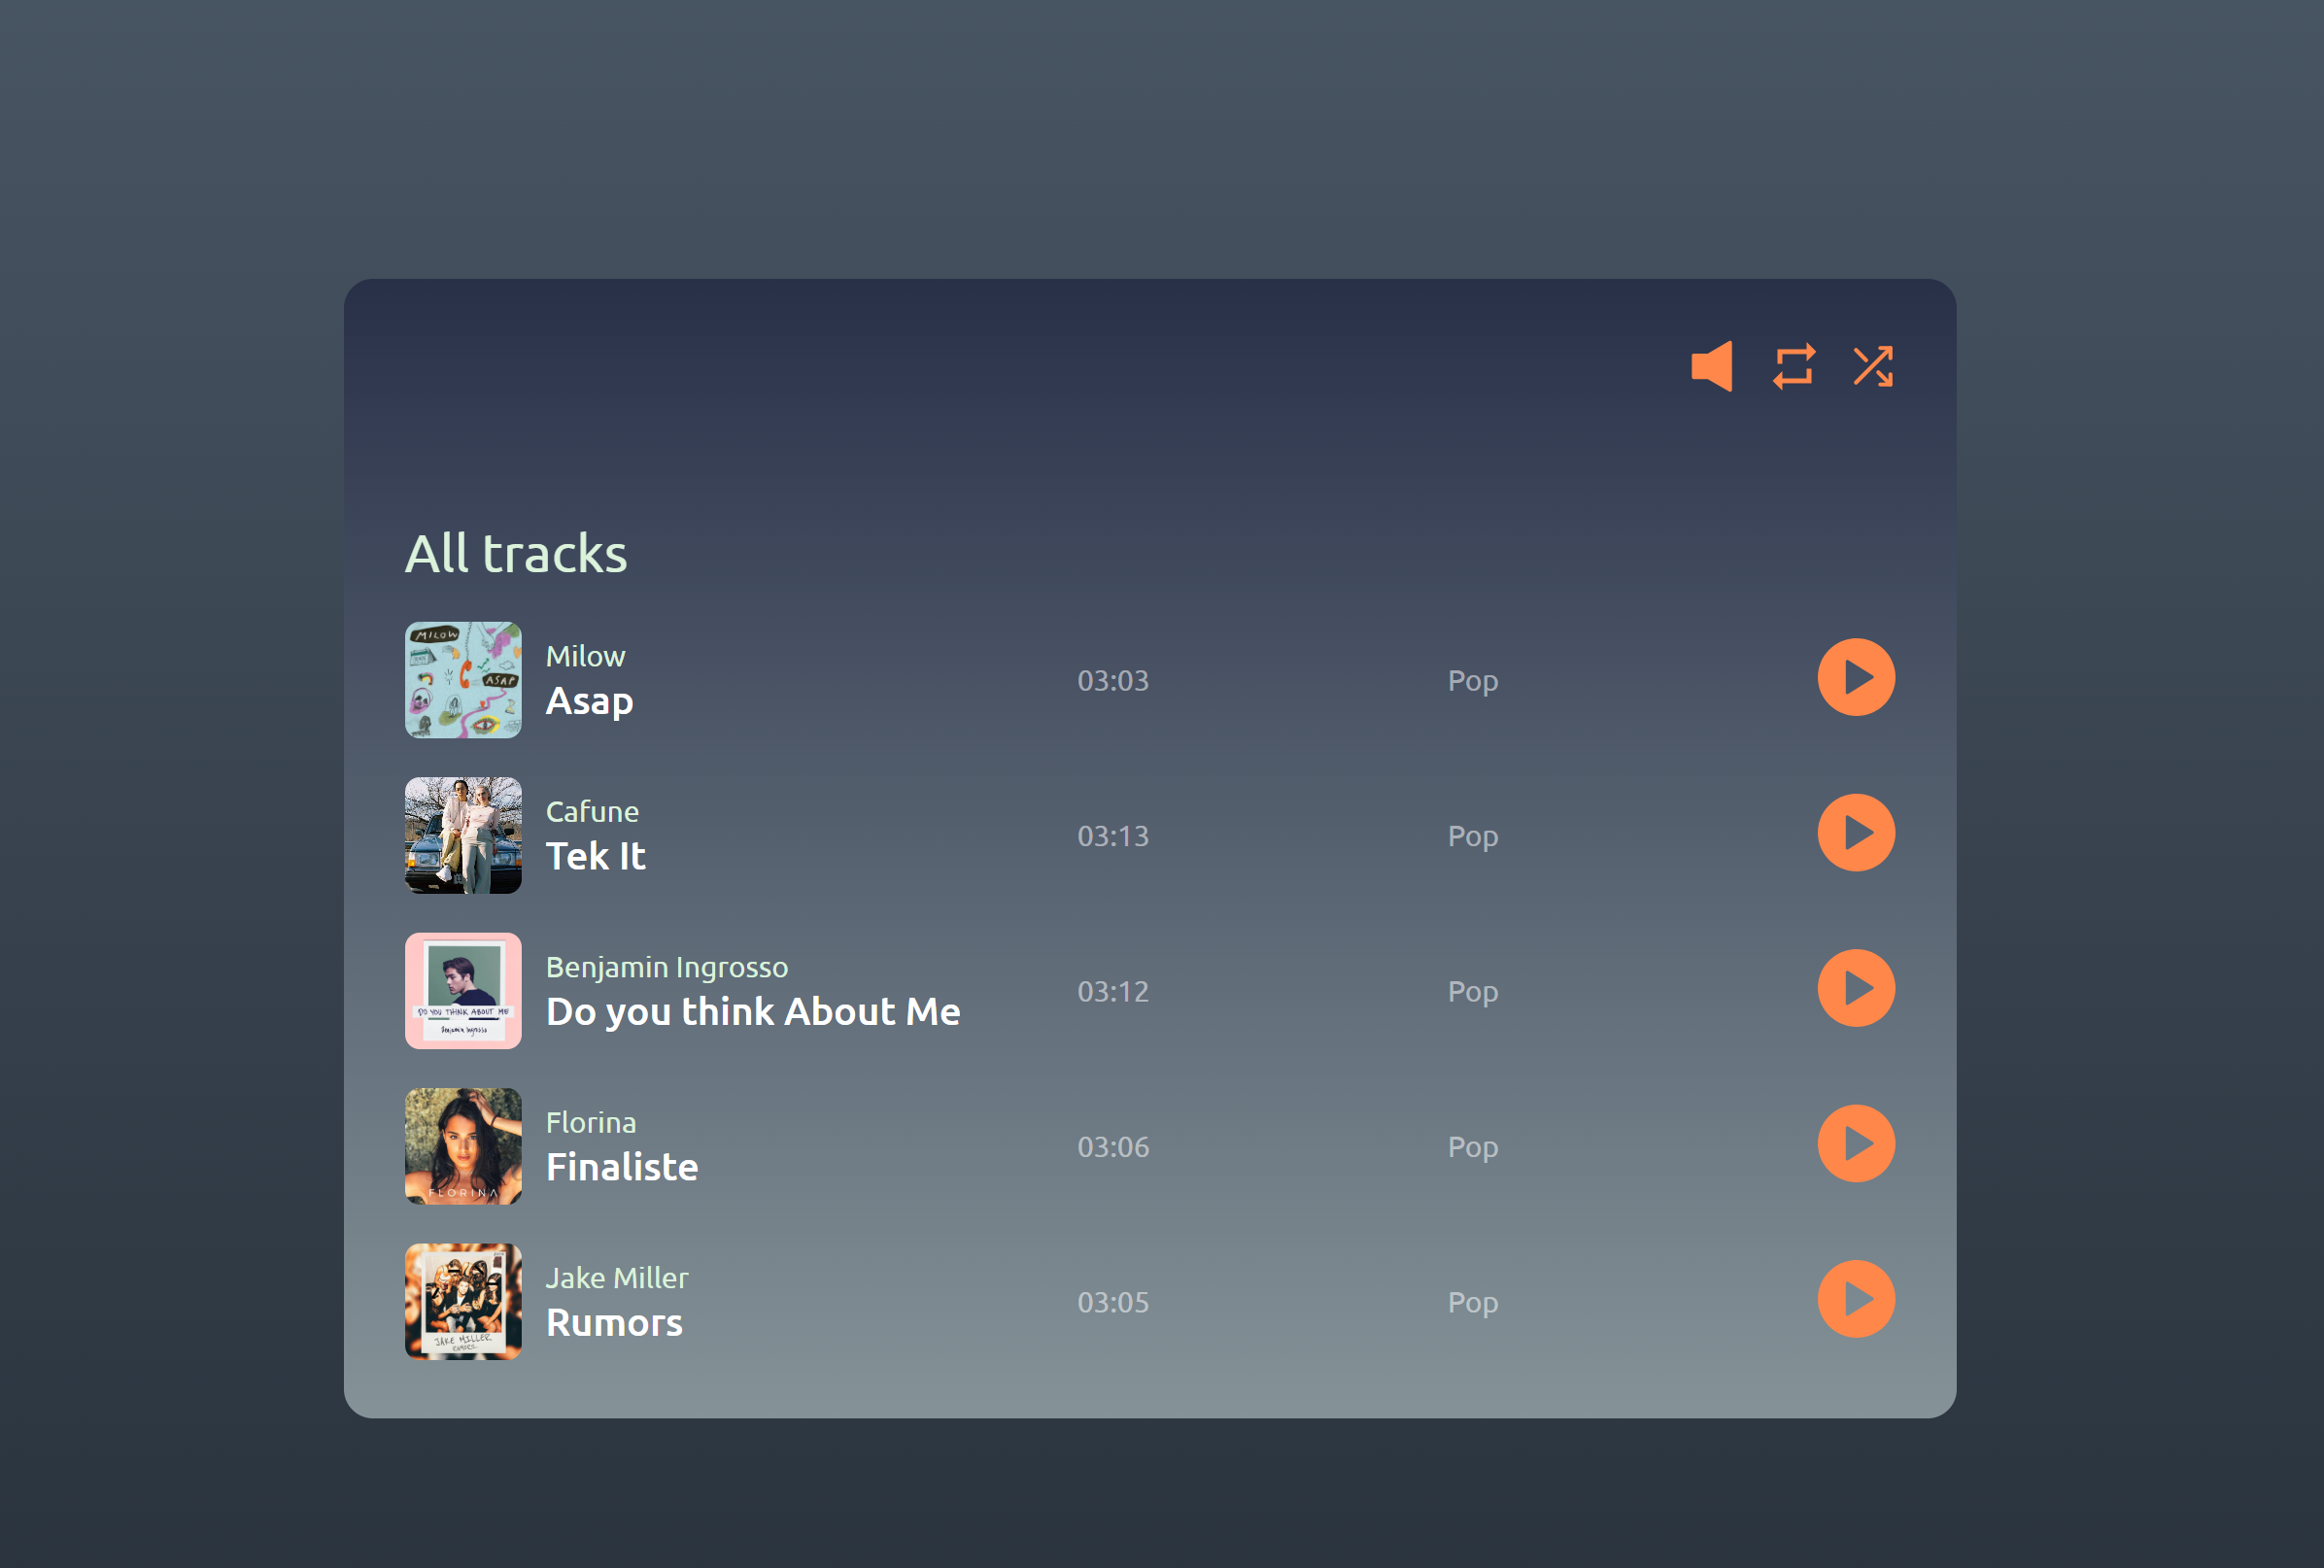 All tracks
MILOW
ASAP
Milow
Asap
03:03
Pop
Cafune
Tek It
03:13
Pop
DO YOU THINK ABOUT ME
Benjamin Ingrosso
Benjamin Ingrosso
Do you think About Me
03:12
Pop
FLORINA
Florina
Finaliste
03:06
Pop
JAKE MILLER
RUMORS
Jake Miller
Rumors
03:05
Pop